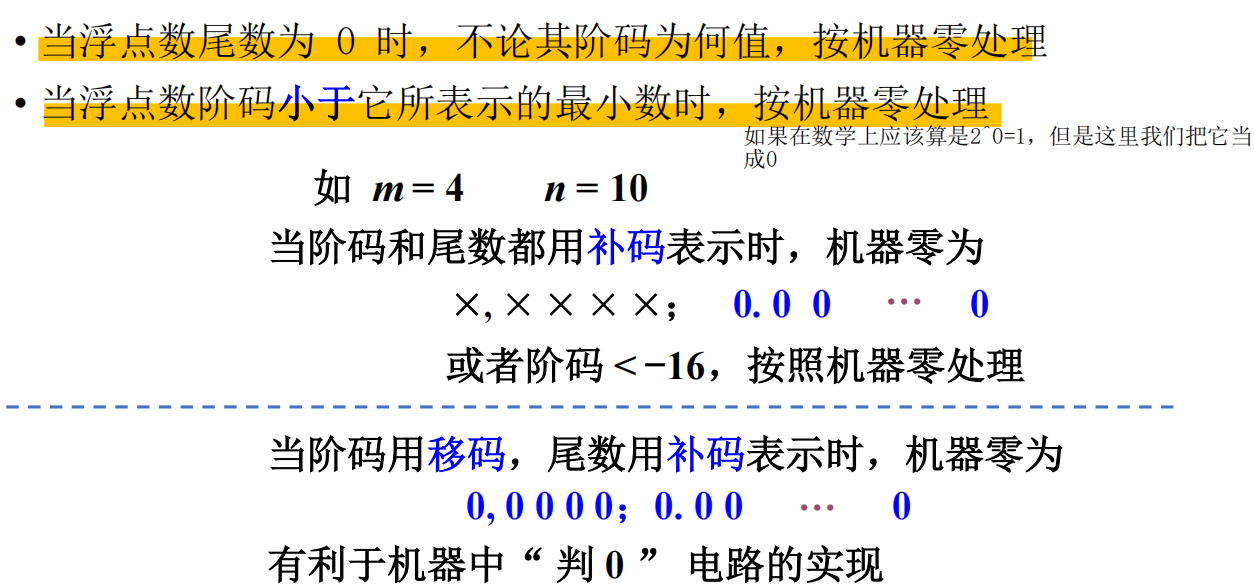 • 当浮点数尾数为 0 时，不论其阶码为何值，按机器零处理
• 当浮点数阶码小于它所表示的最小数时，按机器零处理
如果在数学上应该算是2^0=1，但是这里我们把它当
成0
如 m = 4 n = 10
当阶码和尾数都用补码表示时，机器零为
×, × × × ×； 0. 0 0 … 0
或者阶码 < −16，按照机器零处理
当阶码用移码，尾数用补码表示时，机器零为
0, 0 0 0 0；0. 0 0 … 0
有利于机器中“ 判 0 ” 电路的实现